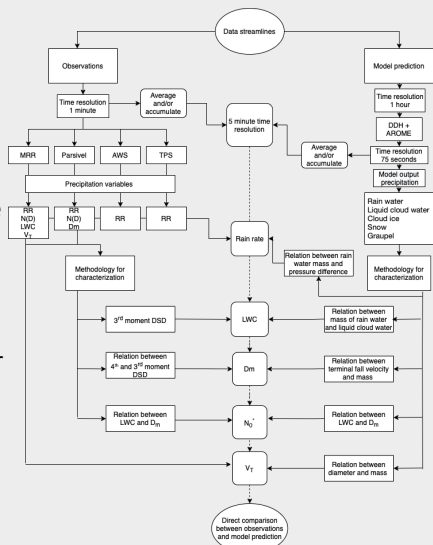 Data streamlines
Observations
Model prediction
Time resolution
1 minute
Average
and/or
accumulate
5 minute time
resolution
Time resolution
1 hour
DDH +
AROME
Average
and/or
accumulate
Time resolution
75 seconds
MRR
Parsivel
AWS
TPS
Model output
precipitation
Precipitation variables
Rain water
Liquid cloud water
Cloud ice
Snow
Graupel
RR
N(D)
LWC
V_T
RR
N(D)
Dm
RR
RR
Rain rate
Relation between rain
water mass and
pressure difference
Methodology for
characterization
Methodology for
characterization
3rd moment DSD
LWC
Relation between
mass of rain water
and liquid cloud water
Relation between
4th and 3rd moment
DSD
Dm
Relation between
terminal fall velocity
and mass
Relation between
LWC and D_m
N_0^*
Relation between
LWC and D_m
V_T
Relation between
diameter and mass
Direct comparison
between observations
and model prediction